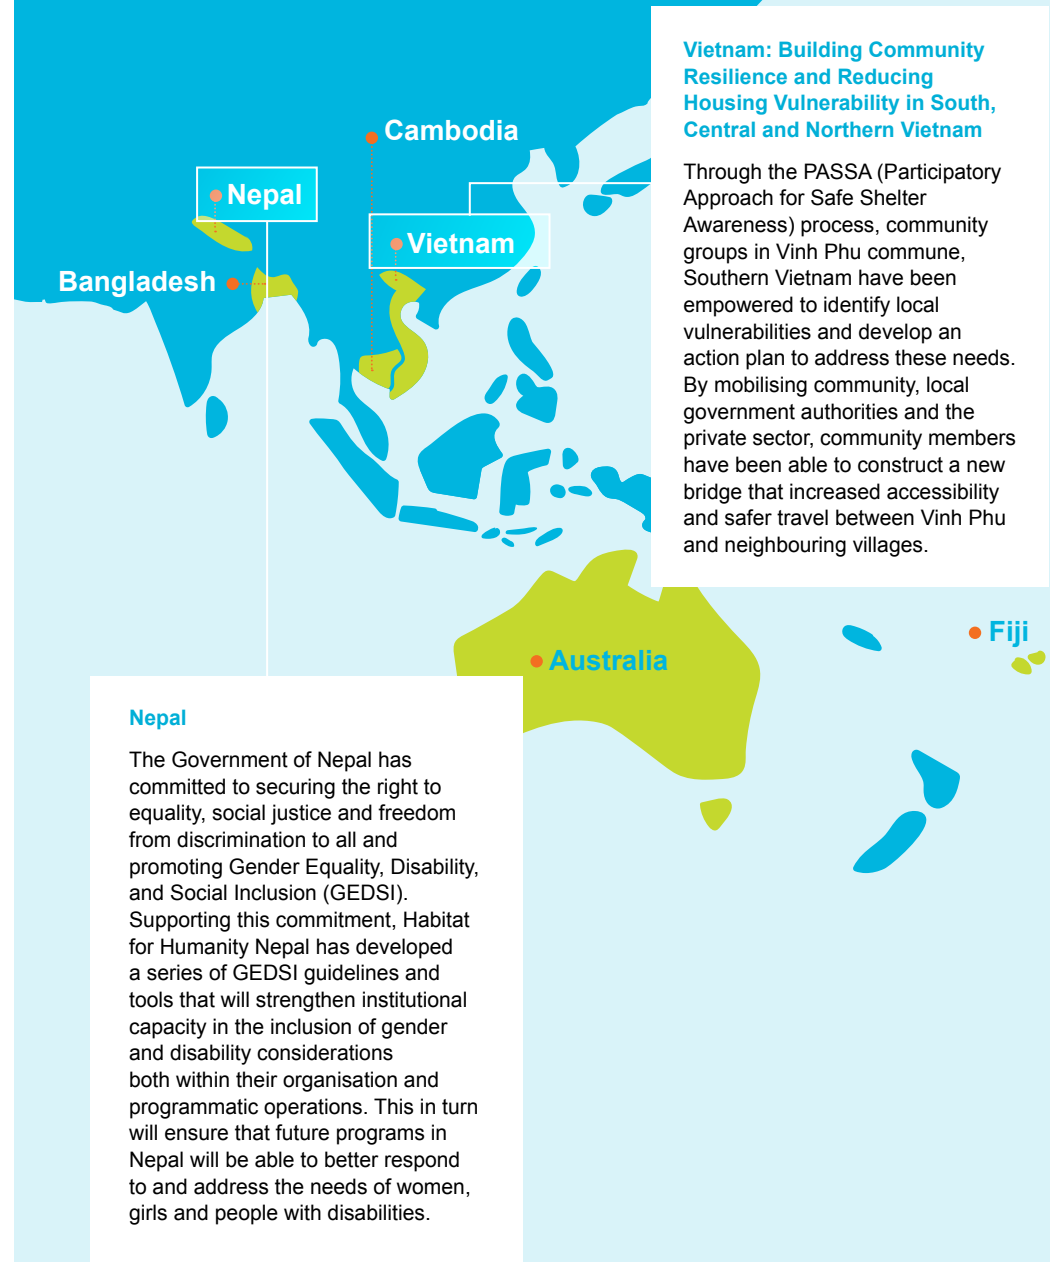 Vietnam: Building Community
Resilience and Reducing
Housing Vulnerability in South,
Central and Northern Vietnam
Through the PASSA (Participatory
Approach for Safe Shelter
Awareness) process, community
groups in Vinh Phu commune,
Southern Vietnam have been
empowered to identify local
vulnerabilities and develop an
action plan to address these needs.
By mobilising community, local
government authorities and the
private sector, community members
have been able to construct a new
bridge that increased accessibility
and safer travel between Vinh Phu
and neighbouring villages.
Cambodia
Nepal
Vietnam
Bangladesh
Fiji
Australia
Nepal
The Government of Nepal has
committed to securing the right to
equality, social justice and freedom
from discrimination to all and
promoting Gender Equality, Disability,
and Social Inclusion (GEDSI).
Supporting this commitment, Habitat
for Humanity Nepal has developed
a series of GEDSI guidelines and
tools that will strengthen institutional
capacity in the inclusion of gender
and disability considerations
both within their organisation and
programmatic operations. This in turn
will ensure that future programs in
Nepal will be able to better respond
to and address the needs of women,
girls and people with disabilities.